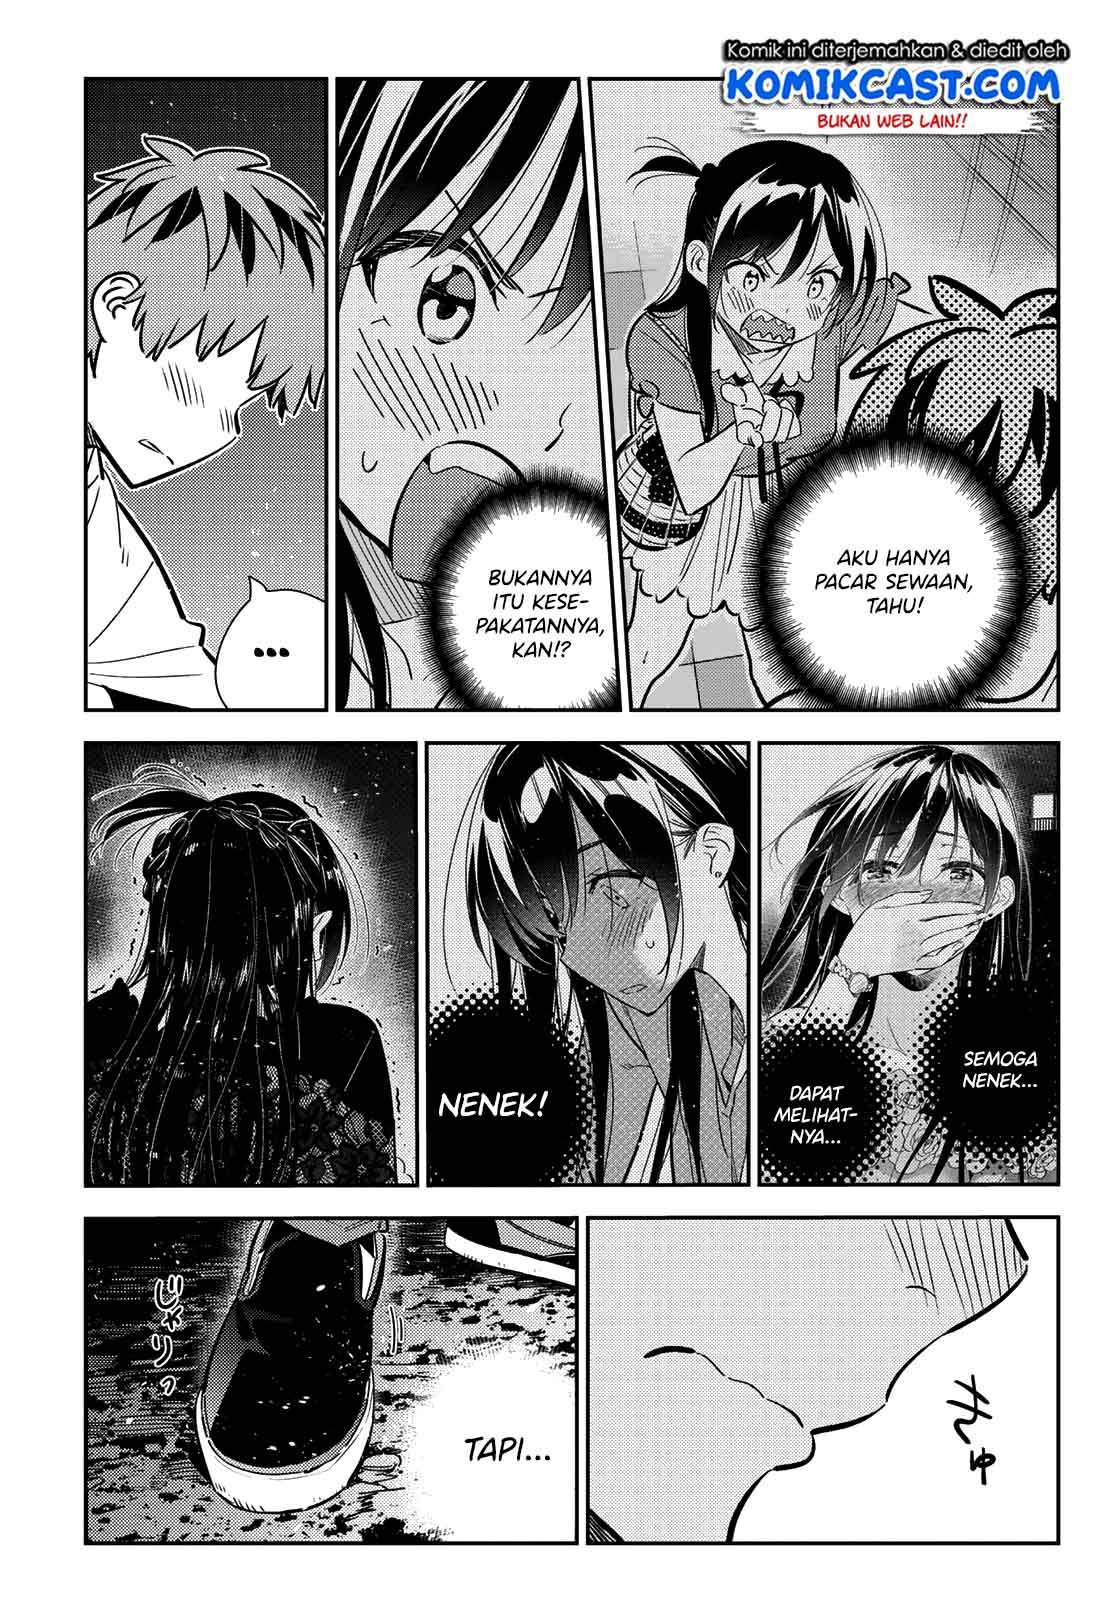 Komik ini diterjemahkan & diedit oleh
KOMIKCAST.COM
BUKAN WEB LAIN!!
AKU HANYA
PACAR SEWAAN,
TAHU!
BUKANNYA
ITU KESE-
PAKATANNYA,
KAN!?
...
SEMOGA
NENEK...
DAPAT
MELIHAT-
NYA...
NENEK!
きゅ
じゃりっ
TAPI...